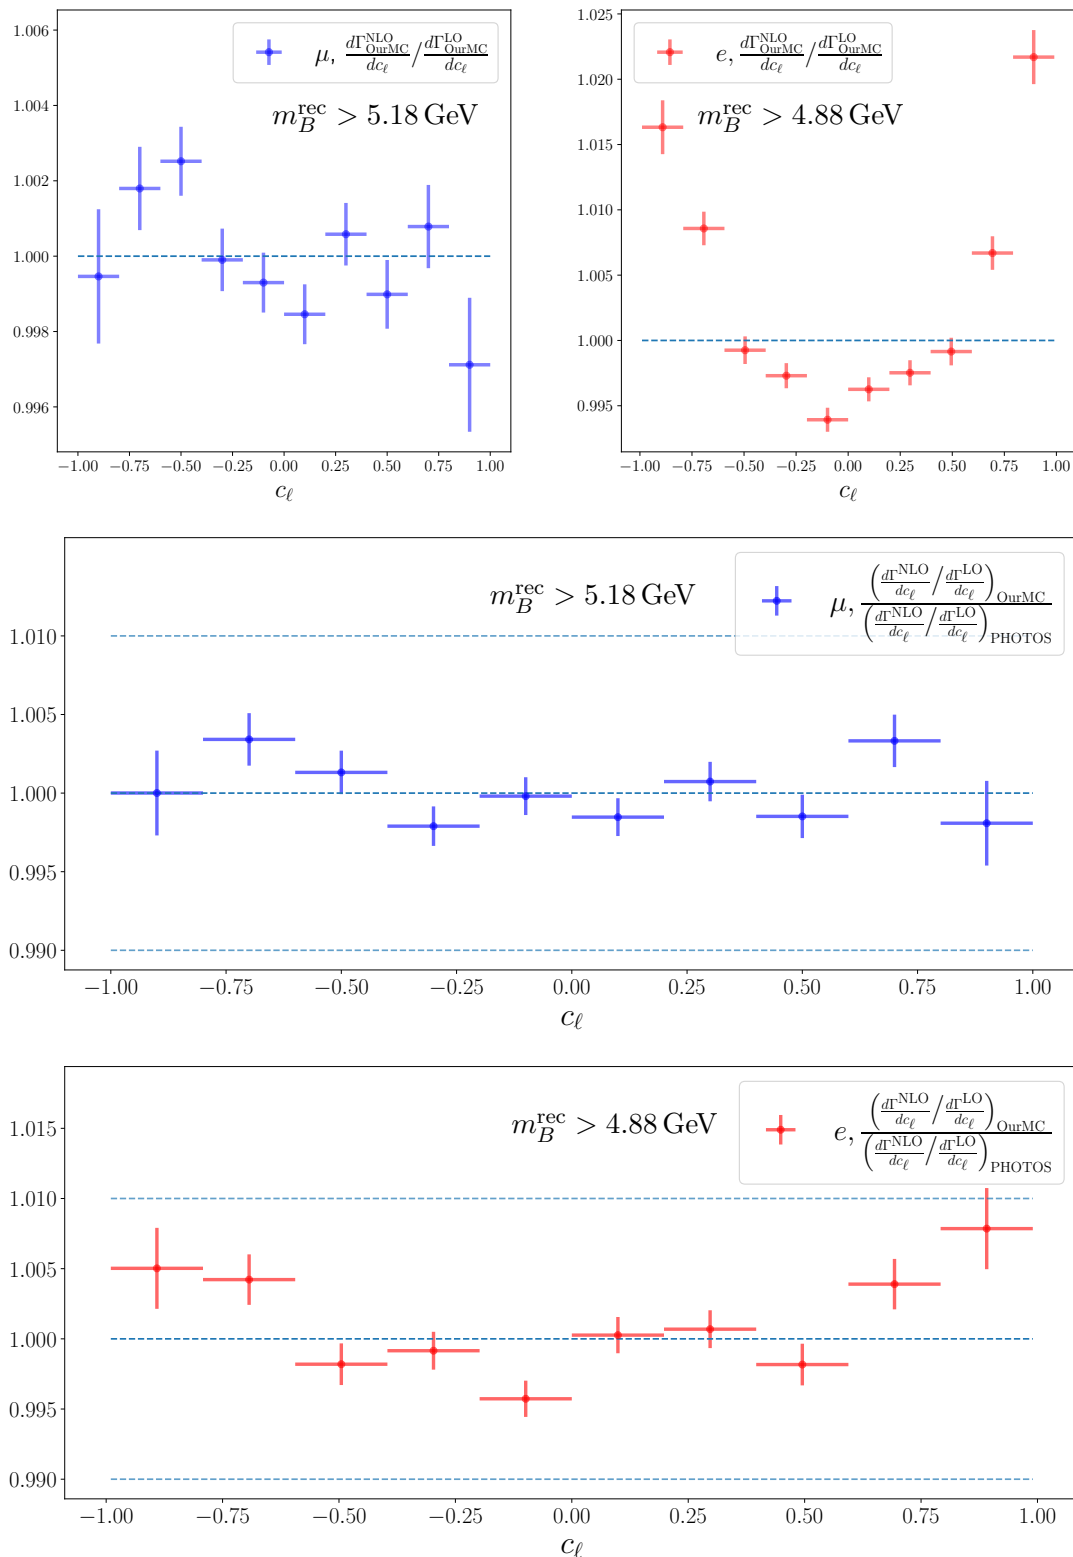 μ, dΓ^NLO_OurMC/dc_ℓ / dΓ^LO_OurMC/dc_ℓ
m_B^rec > 5.18 GeV
1.006
1.004
1.002
1.000
0.998
0.996
−1.00 −0.75 −0.50 −0.25 0.00 0.25 0.50 0.75 1.00
c_ℓ
e, dΓ^NLO_OurMC/dc_ℓ / dΓ^LO_OurMC/dc_ℓ
m_B^rec > 4.88 GeV
1.025
1.020
1.015
1.010
1.005
1.000
0.995
−1.00 −0.75 −0.50 −0.25 0.00 0.25 0.50 0.75 1.00
c_ℓ
m_B^rec > 5.18 GeV
μ, (dΓ^NLO/dc_ℓ / dΓ^LO/dc_ℓ)_OurMC
(dΓ^NLO/dc_ℓ / dΓ^LO/dc_ℓ)_PHOTOS
1.010
1.005
1.000
0.995
0.990
−1.00 −0.75 −0.50 −0.25 0.00 0.25 0.50 0.75 1.00
c_ℓ
m_B^rec > 4.88 GeV
e, (dΓ^NLO/dc_ℓ / dΓ^LO/dc_ℓ)_OurMC
(dΓ^NLO/dc_ℓ / dΓ^LO/dc_ℓ)_PHOTOS
1.015
1.010
1.005
1.000
0.995
0.990
−1.00 −0.75 −0.50 −0.25 0.00 0.25 0.50 0.75 1.00
c_ℓ